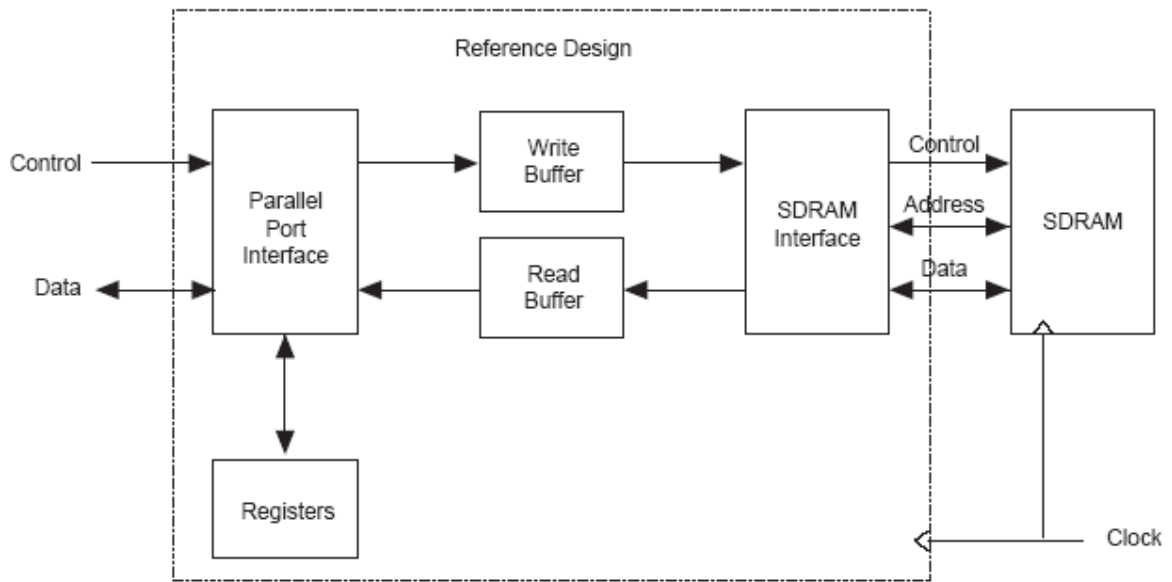 Reference Design
Control
Data
Parallel
Port
Interface
Write
Buffer
Read
Buffer
SDRAM
Interface
Control
Address
Data
SDRAM
Registers
Clock